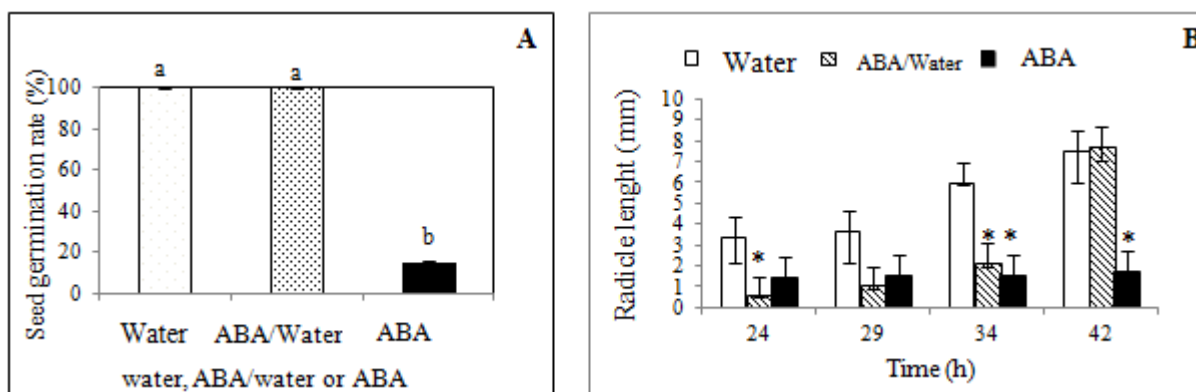 A
Seed germination rate (%)
100
80
60
40
20
0
a
a
b
Water ABA/Water ABA
water, ABA/water or ABA
B
Water ABA/Water ABA
Radicle lenght (mm)
10
9
8
7
6
5
4
3
2
1
0
*
* *
*
24 29 34 42
Time (h)